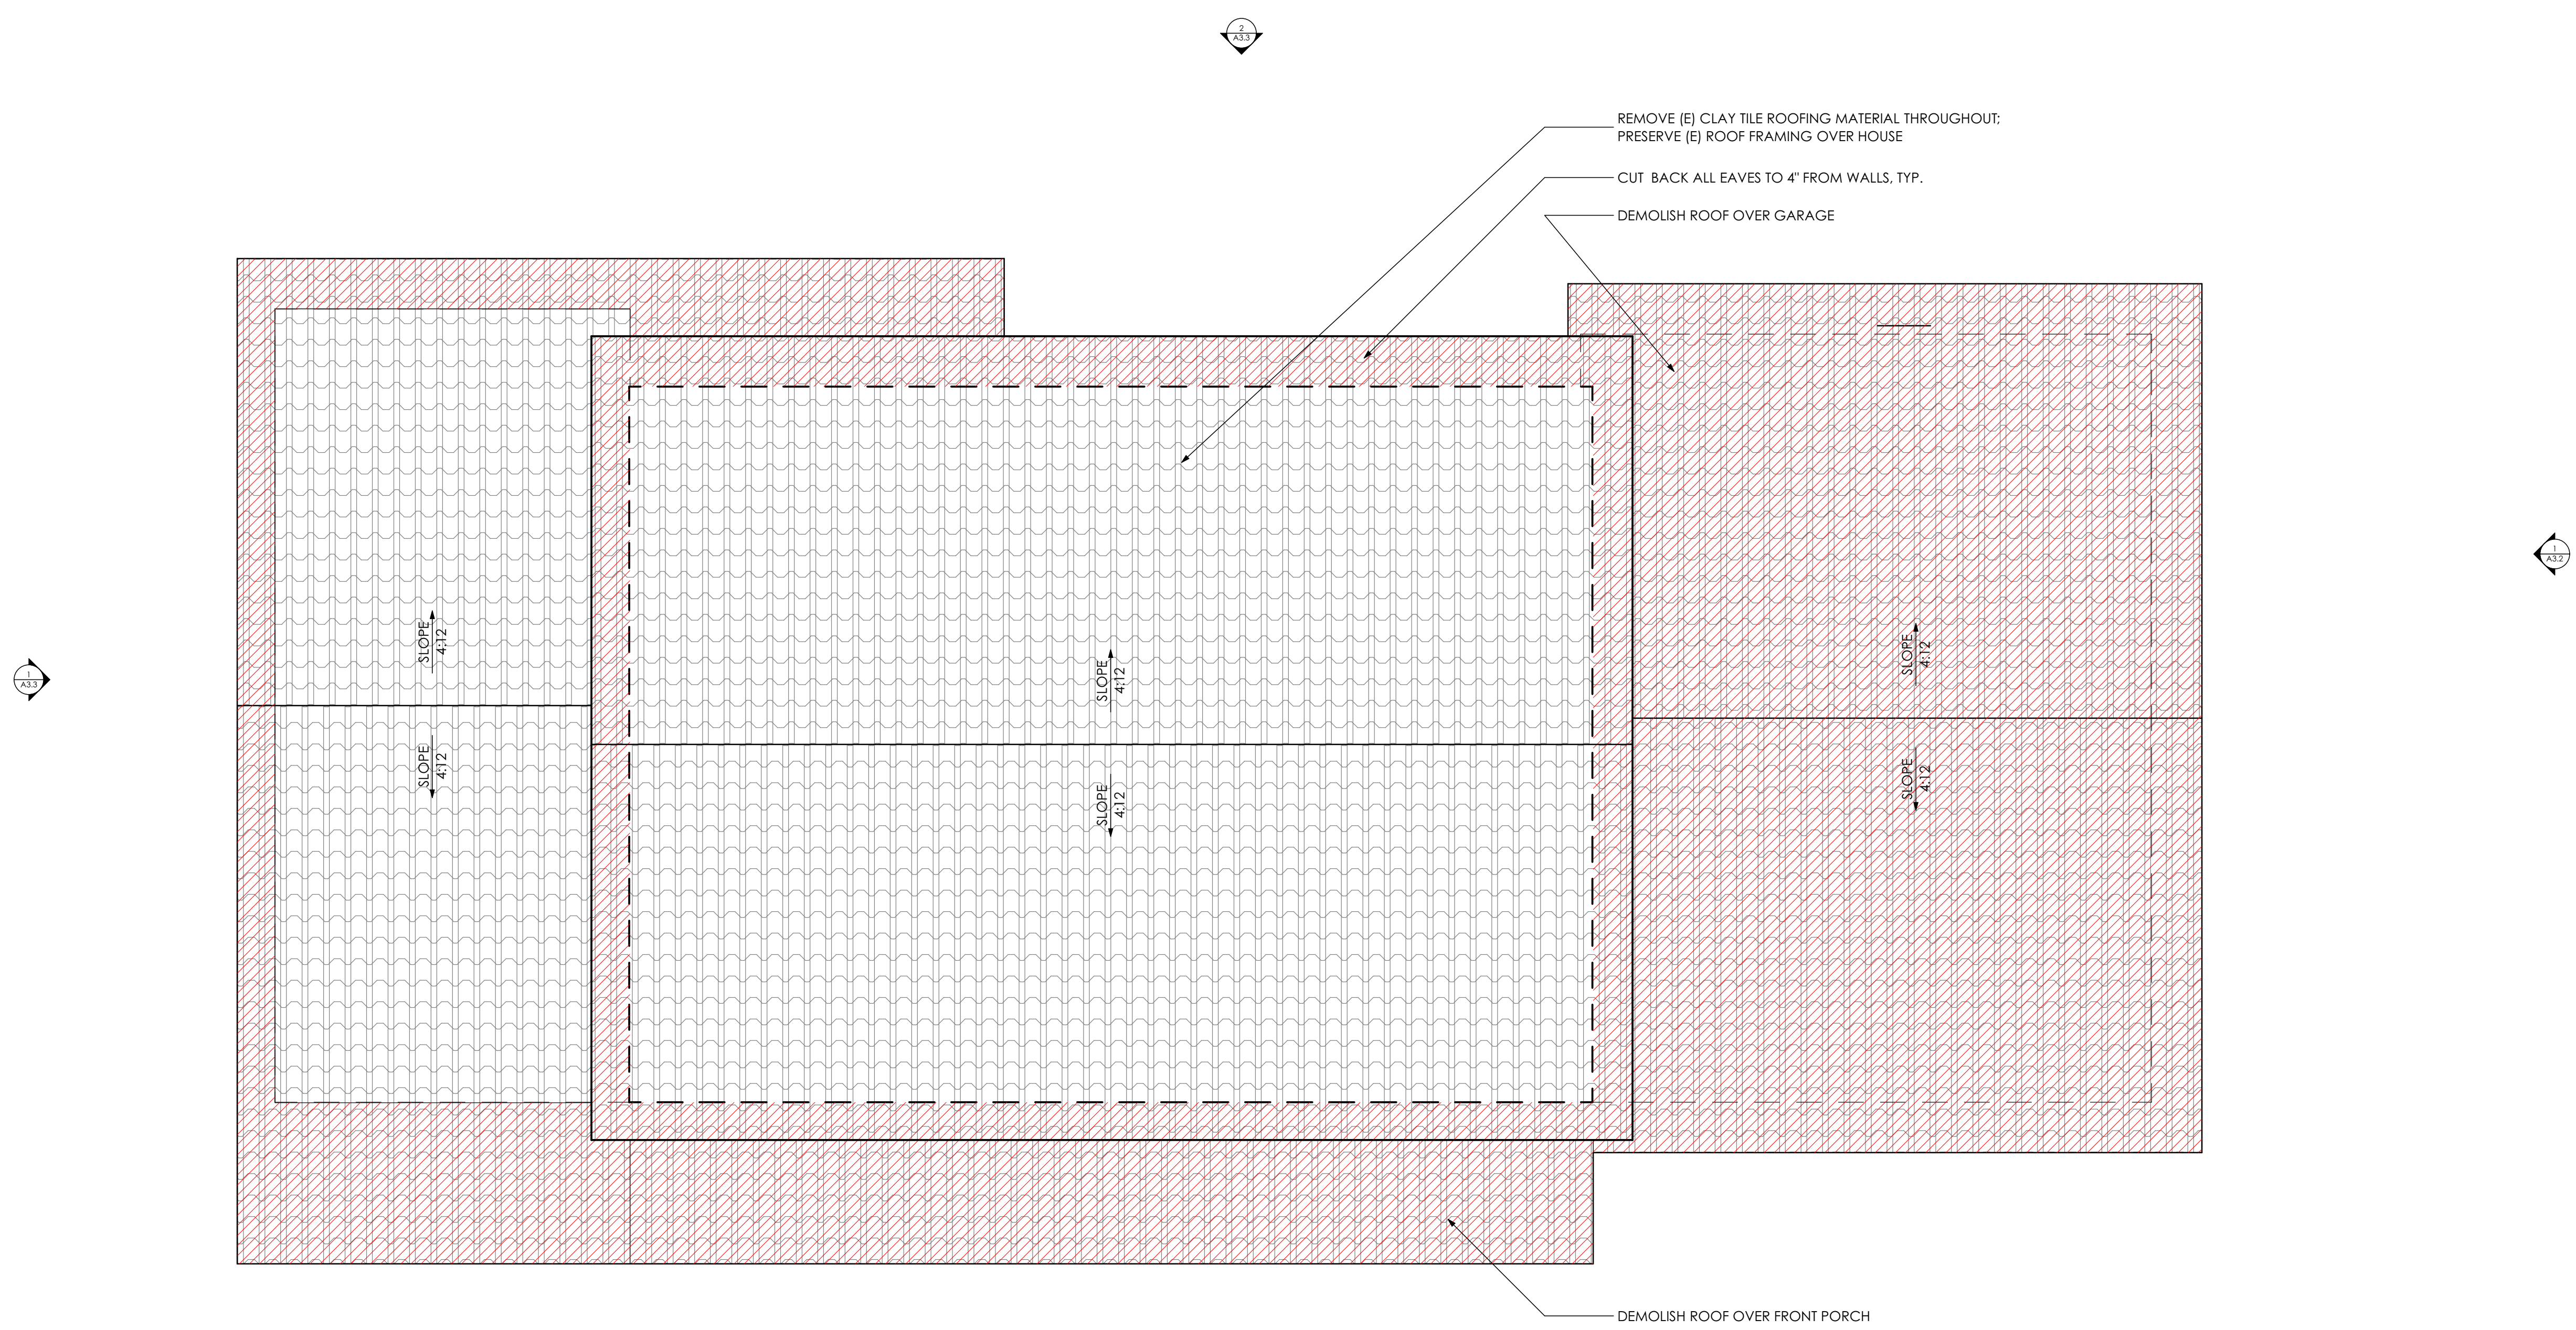 2
A3.3
REMOVE (E) CLAY TILE ROOFING MATERIAL THROUGHOUT;
PRESERVE (E) ROOF FRAMING OVER HOUSE
CUT BACK ALL EAVES TO 4" FROM WALLS, TYP.
DEMOLISH ROOF OVER GARAGE
1
A3.2
SLOPE
4:12
SLOPE
4:12
SLOPE
4:12
1
A3.3
SLOPE
4:12
SLOPE
4:12
SLOPE
4:12
DEMOLISH ROOF OVER FRONT PORCH